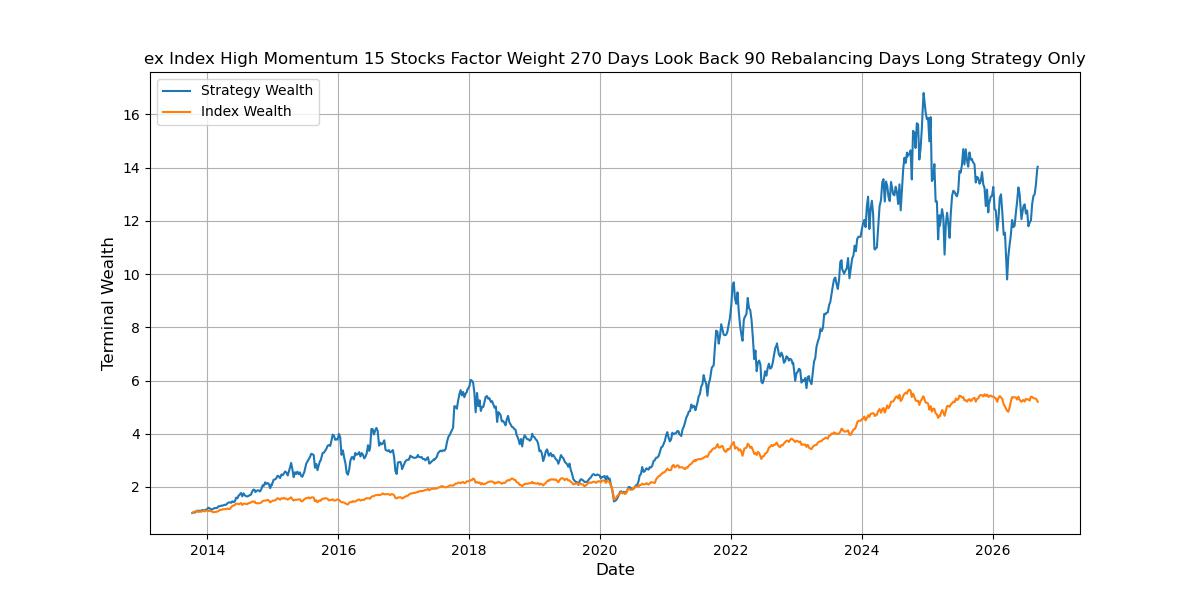 ex Index High Momentum 15 Stocks Factor Weight 270 Days Look Back 90 Rebalancing Days Long Strategy Only
Strategy Wealth
Index Wealth
Terminal Wealth
16
14
12
10
8
6
4
2
2014 2016 2018 2020 2022 2024 2026
Date